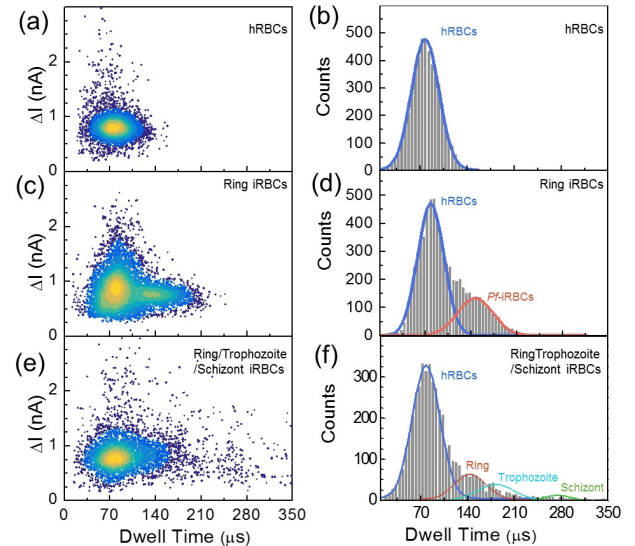 (a)
hRBCs
ΔI (nA)
2
1
0
(b)
hRBCs
hRBCs
Counts
500
400
300
200
100
0
(c)
Ring iRBCs
ΔI (nA)
2
1
0
(d)
Ring iRBCs
hRBCs
Pf-iRBCs
Counts
500
400
300
200
100
0
(e)
Ring/Trophozoite
/Schizont iRBCs
ΔI (nA)
2
1
0
0 70 140 210 280 350
Dwell Time (μs)
(f)
RingTrophozoite
/Schizont iRBCs
hRBCs
Ring
Trophozoite
Schizont
Counts
300
200
100
0
70 140 210 280 350
Dwell Time (μs)